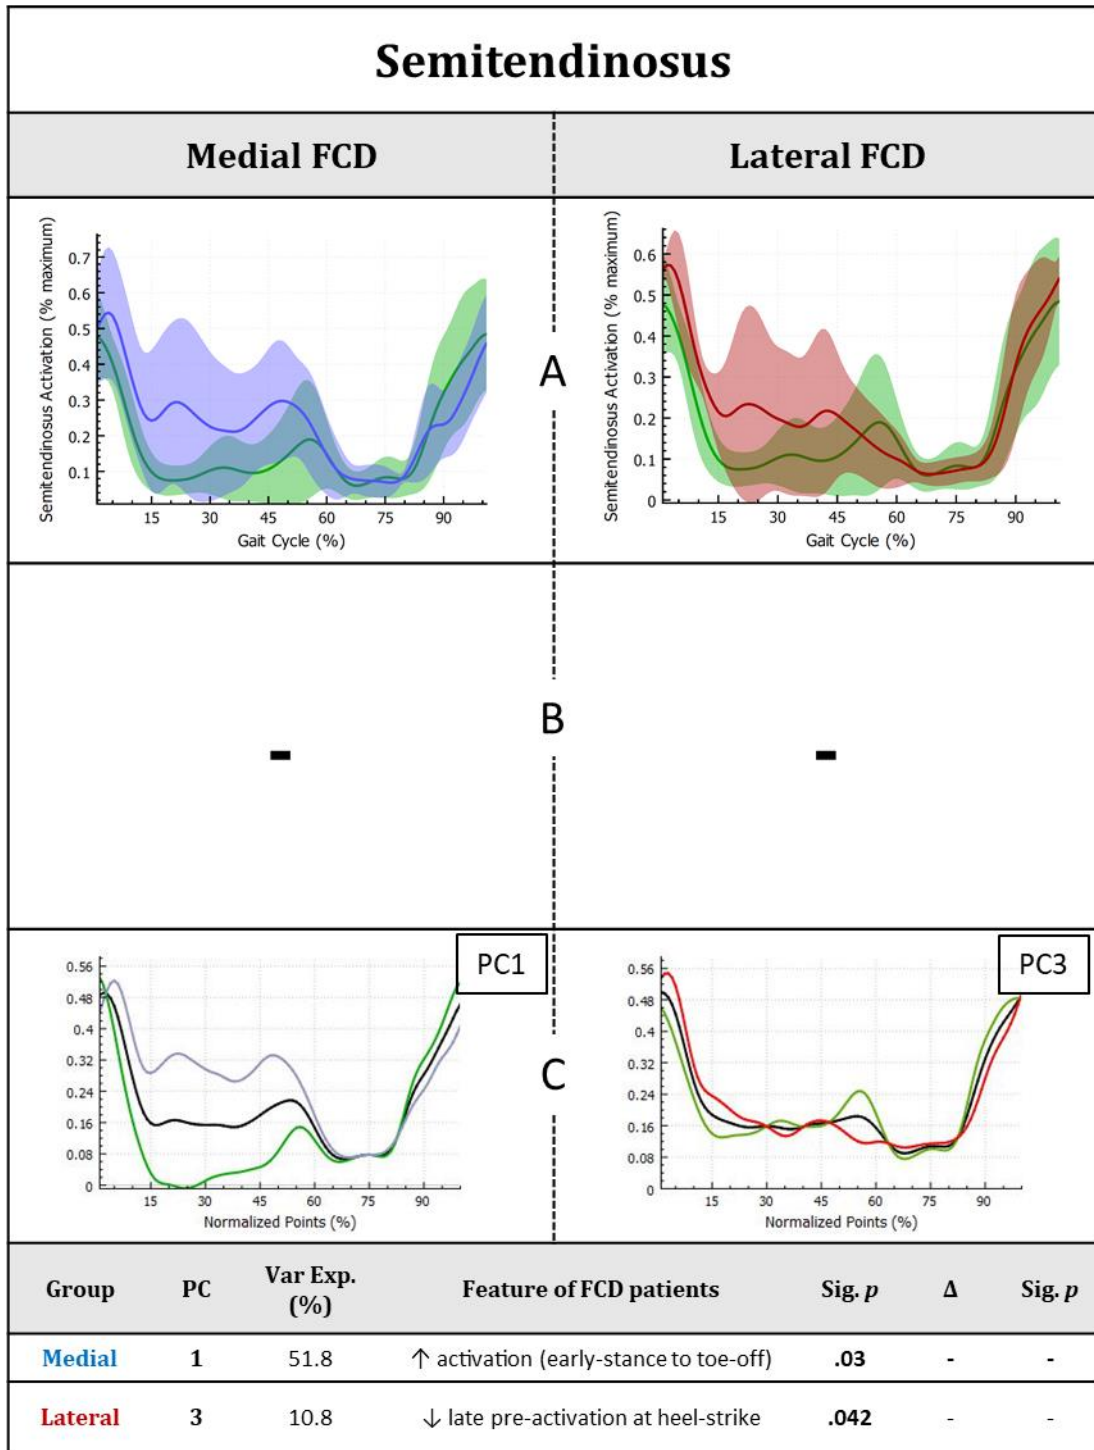 Semitendinosus
Medial FCD
Lateral FCD
A
Semitendinosus Activation (% maximum)
0.7
0.6
0.5
0.4
0.3
0.2
0.1
15 30 45 60 75 90
Gait Cycle (%)
Semitendinosus Activation (% maximum)
0.6
0.5
0.4
0.3
0.2
0.1
0
15 30 45 60 75 90
Gait Cycle (%)
B
-
-
C
PC1
0.56
0.48
0.4
0.32
0.24
0.16
0.08
0
15 30 45 60 75 90
Normalized Points (%)
PC3
0.56
0.48
0.4
0.32
0.24
0.16
0.08
0
15 30 45 60 75 90
Normalized Points (%)
Group PC Var Exp. (%) Feature of FCD patients Sig. p Δ Sig. p
Medial 1 51.8 ↑ activation (early-stance to toe-off) .03 - -
Lateral 3 10.8 ↓ late pre-activation at heel-strike .042 - -